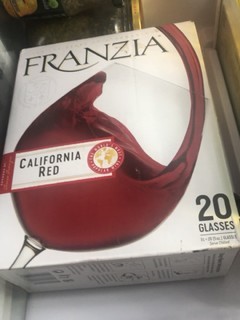 FRANZIA
CALIFORNIA
RED
20
GLASSES